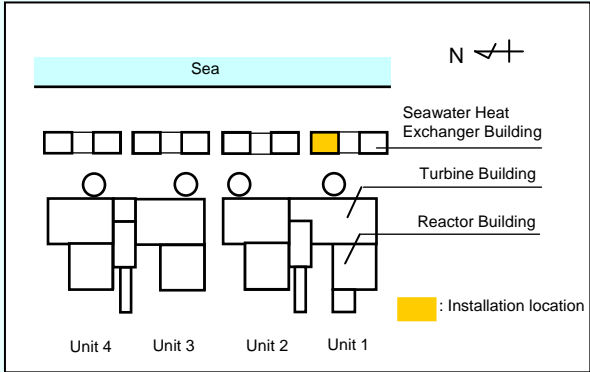 Sea
N
Seawater Heat
Exchanger Building
Turbine Building
Reactor Building
: Installation location
Unit 4
Unit 3
Unit 2
Unit 1